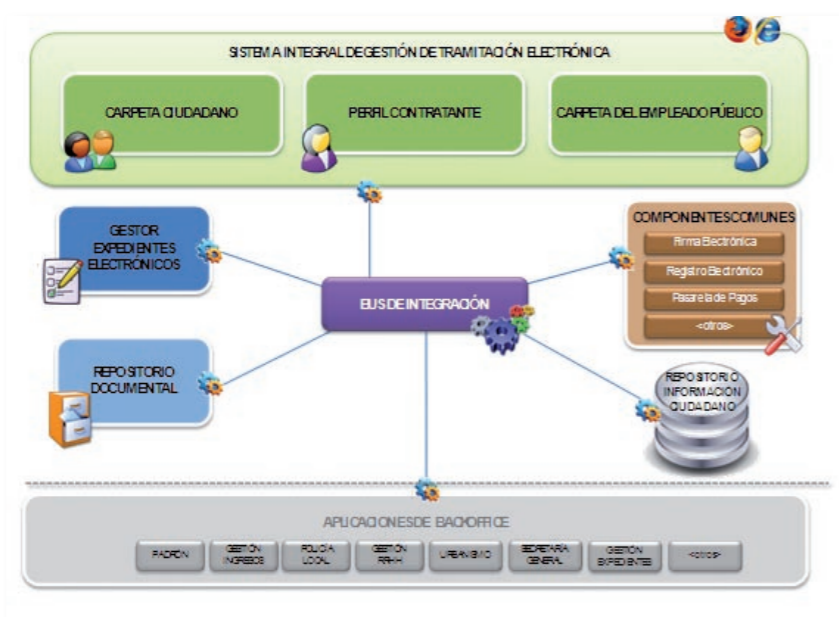 SISTEMA INTEGRAL DE GESTIÓN DE TRAMITACIÓN ELECTRÓNICA
CARPETA CIUDADANO
PERFIL CONTRATANTE
CARPETA DEL EMPLEADO PÚBLICO
GESTOR
EXPEDIENTES
ELECTRÓNICOS
COMPONENTES COMUNES
Firma Electrónica
Registro Electrónico
Pasarela de Pagos
<otros>
BUS DE INTEGRACIÓN
REPOSITORIO
DOCUMENTAL
REPOSITORIO
INFORMACIÓN
CIUDADANO
APLICACIONES DE BACKOFFICE
PADRÓN
GESTIÓN
INGRESOS
POLICÍA
LOCAL
GESTIÓN
RRHH
URBANISMO
SECRETARÍA
GENERAL
GESTIÓN
EXPEDIENTES
<otros>